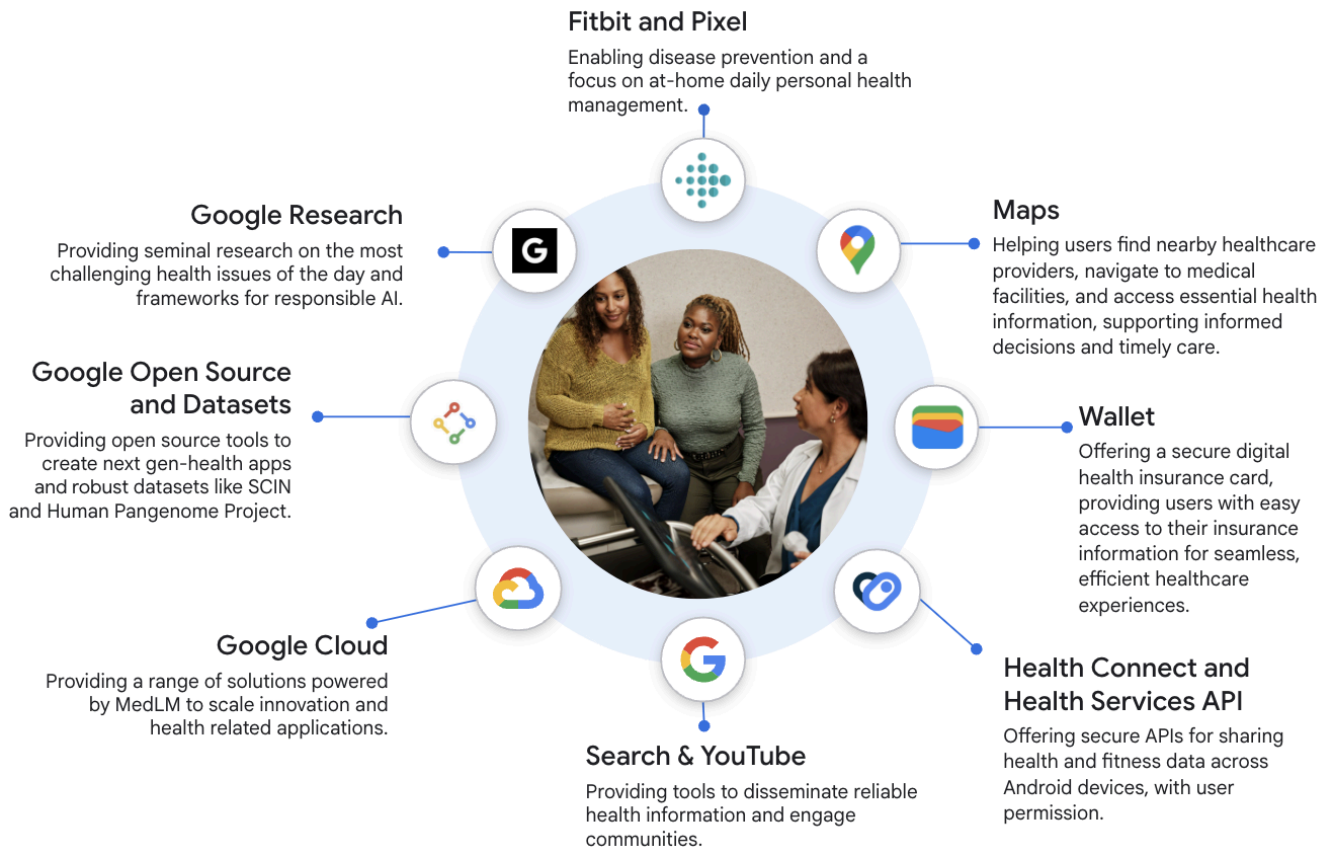 Fitbit and Pixel
Enabling disease prevention and a
focus on at-home daily personal health
management.
Maps
Helping users find nearby healthcare
providers, navigate to medical
facilities, and access essential health
information, supporting informed
decisions and timely care.
Wallet
Offering a secure digital
health insurance card,
providing users with easy
access to their insurance
information for seamless,
efficient healthcare
experiences.
Health Connect and
Health Services API
Offering secure APIs for sharing
health and fitness data across
Android devices, with user
permission.
Search & YouTube
Providing tools to disseminate reliable
health information and engage
communities.
Google Cloud
Providing a range of solutions powered
by MedLM to scale innovation and
health related applications.
Google Open Source
and Datasets
Providing open source tools to
create next gen-health apps
and robust datasets like SCIN
and Human Pangenome Project.
Google Research
Providing seminal research on the most
challenging health issues of the day and
frameworks for responsible AI.
G
G